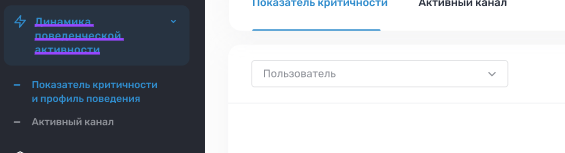 Динамика
поведенческой
активности
Показатель критичности
и профиль поведения
Активный канал
Показатель критичности
Активный канал
Пользователь